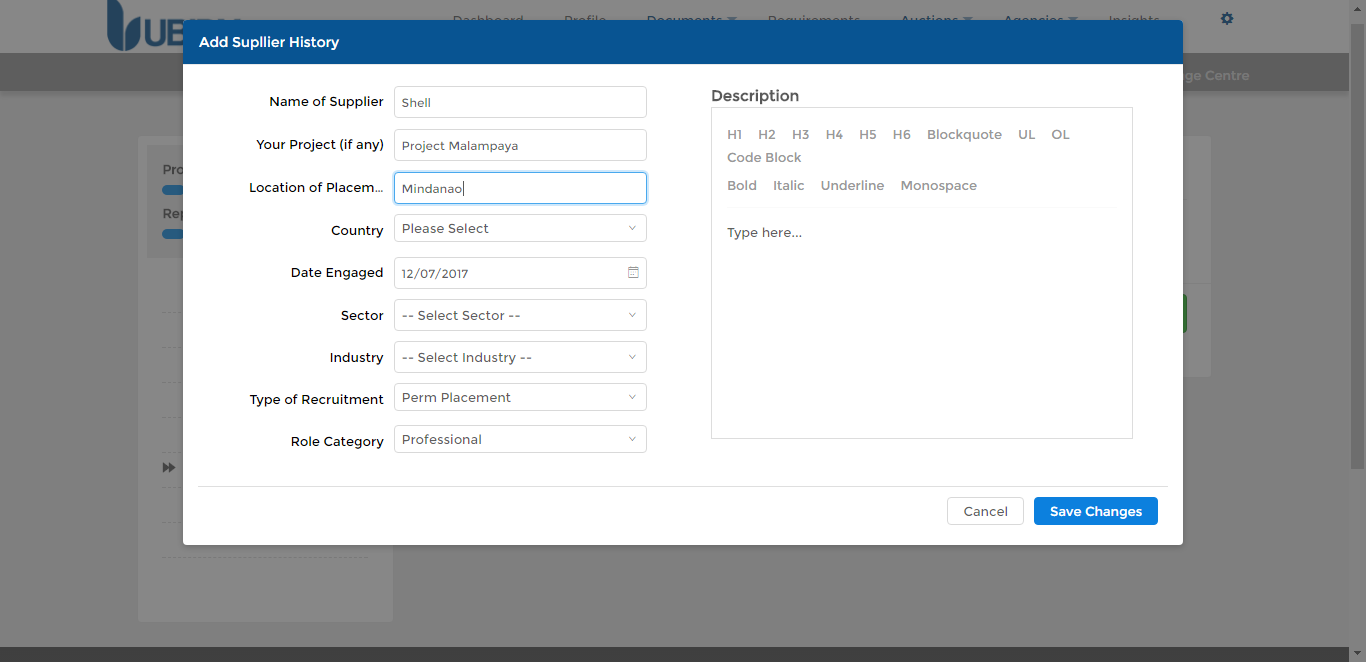 Dashboard Profile Documents Requirements Auctions Agencies Insights
Add Supllier History
ge Centre
Name of Supplier Shell
Your Project (if any) Project Malampaya
Location of Placem... Mindanao
Country Please Select
Date Engaged 12/07/2017
Sector -- Select Sector --
Industry -- Select Industry --
Type of Recruitment Perm Placement
Role Category Professional
Description
H1 H2 H3 H4 H5 H6 Blockquote UL OL
Code Block
Bold Italic Underline Monospace
Type here...
Cancel Save Changes